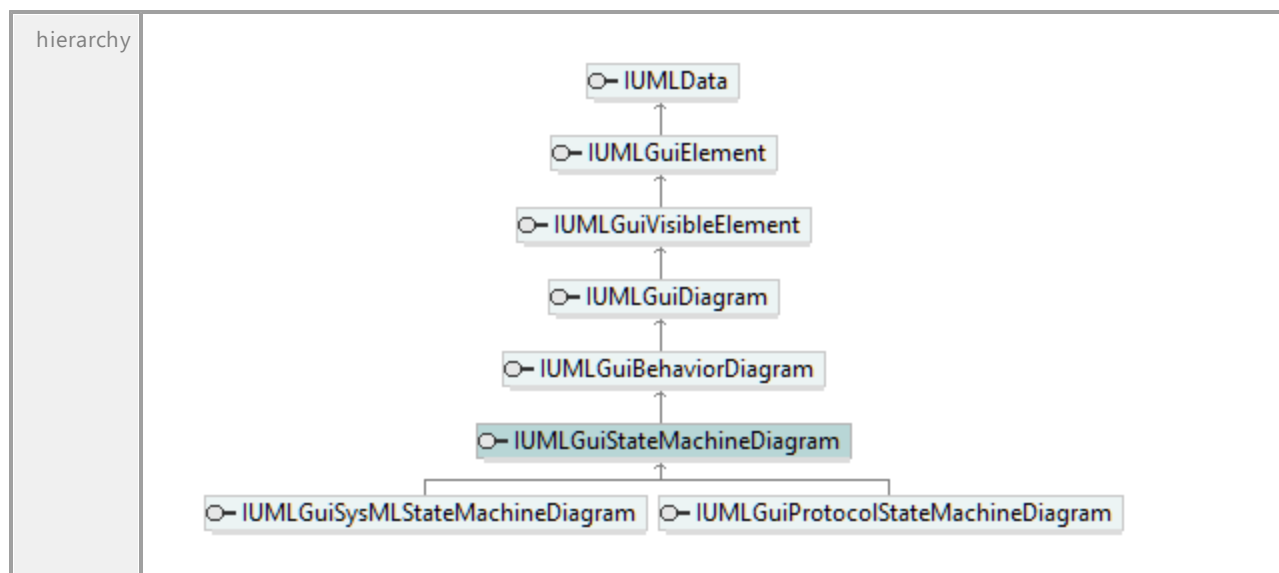 hierarchy
IUMLData
IUMLGuiElement
IUMLGuiVisibleElement
IUMLGuiDiagram
IUMLGuiBehaviorDiagram
IUMLGuiStateMachineDiagram
IUMLGuiSysMLStateMachineDiagram IUMLGuiProtocolStateMachineDiagram